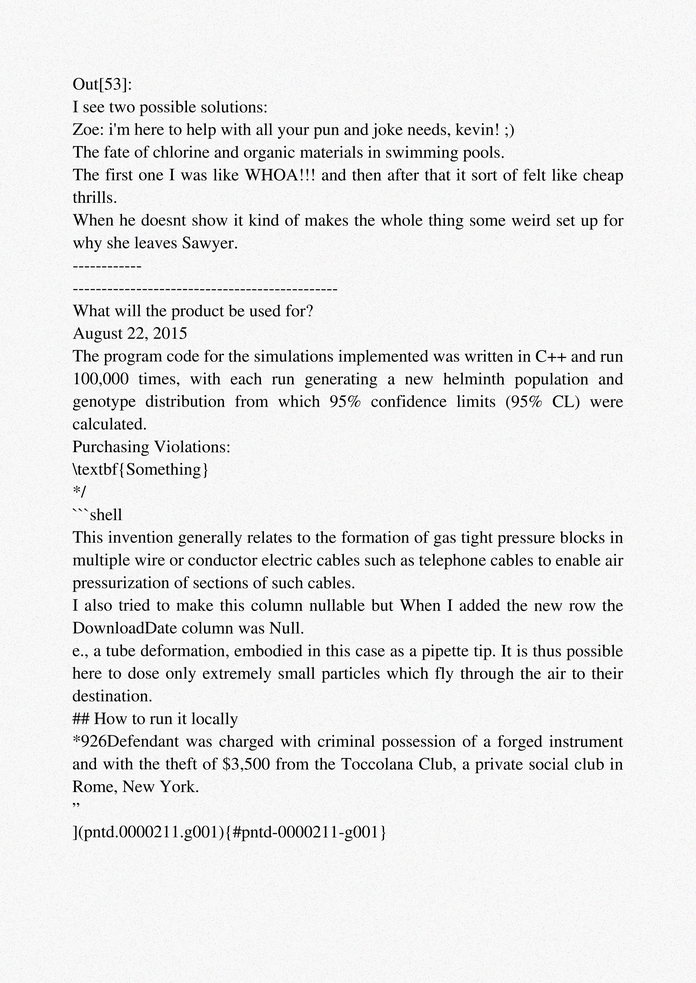 Out[53]:
I see two possible solutions:
Zoe: i'm here to help with all your pun and joke needs, kevin! ;)
The fate of chlorine and organic materials in swimming pools.
The first one I was like WHOA!!! and then after that it sort of felt like cheap
thrills.
When he doesnt show it kind of makes the whole thing some weird set up for
why she leaves Sawyer.
------------
-----------------------------------------------
What will the product be used for?
August 22, 2015
The program code for the simulations implemented was written in C++ and run
100,000 times, with each run generating a new helminth population and
genotype distribution from which 95% confidence limits (95% CL) were
calculated.
Purchasing Violations:
\textbf{Something}
*/
```shell
This invention generally relates to the formation of gas tight pressure blocks in
multiple wire or conductor electric cables such as telephone cables to enable air
pressurization of sections of such cables.
I also tried to make this column nullable but When I added the new row the
DownloadDate column was Null.
e., a tube deformation, embodied in this case as a pipette tip. It is thus possible
here to dose only extremely small particles which fly through the air to their
destination.
## How to run it locally
*926Defendant was charged with criminal possession of a forged instrument
and with the theft of $3,500 from the Toccolana Club, a private social club in
Rome, New York.
”
](pntd.0000211.g001){#pntd-0000211-g001}